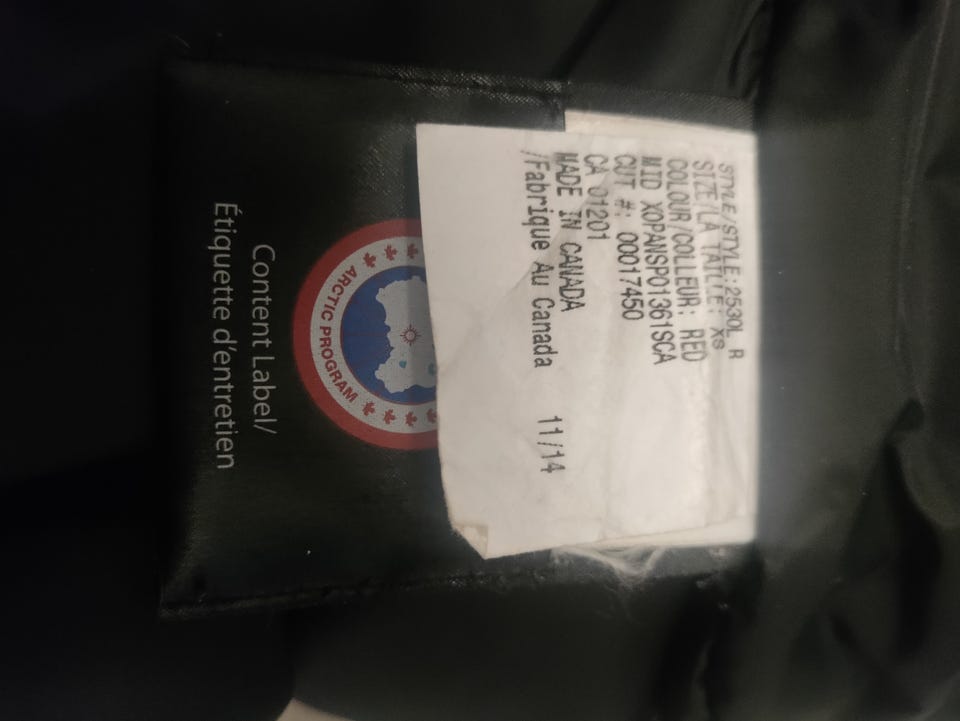 STYLE/STYLE:2530L R
SIZE/LA TAILLE: XS
COLOUR/COLLEUR: RED
MID XOPANSP01361SCA
CUT #: 00017450
CA 01201
MADE IN CANADA
/Fabrique Au Canada 11/14
ARCTIC PROGRAM
Content Label/
Étiquette d'entretien